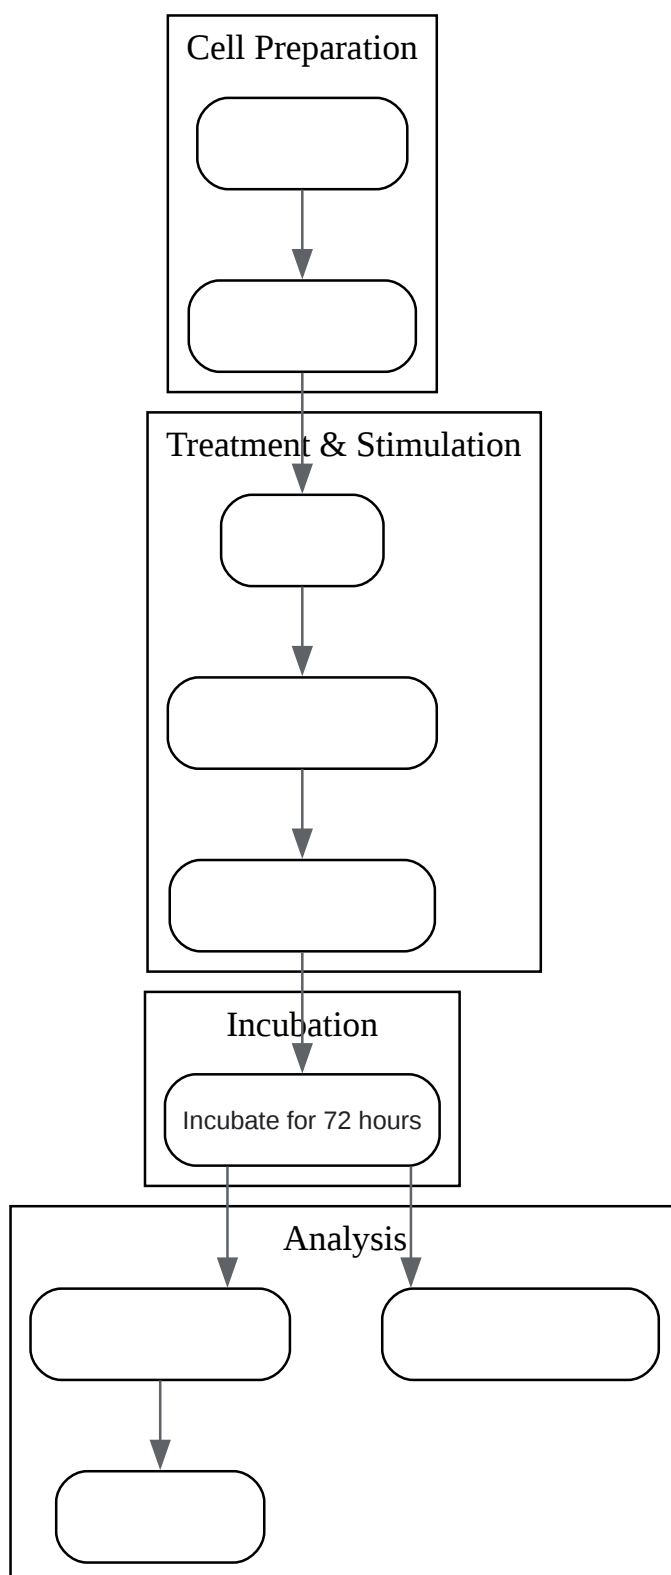 Cell Preparation
Treatment & Stimulation
Incubation
Incubate for 72 hours
Analysis